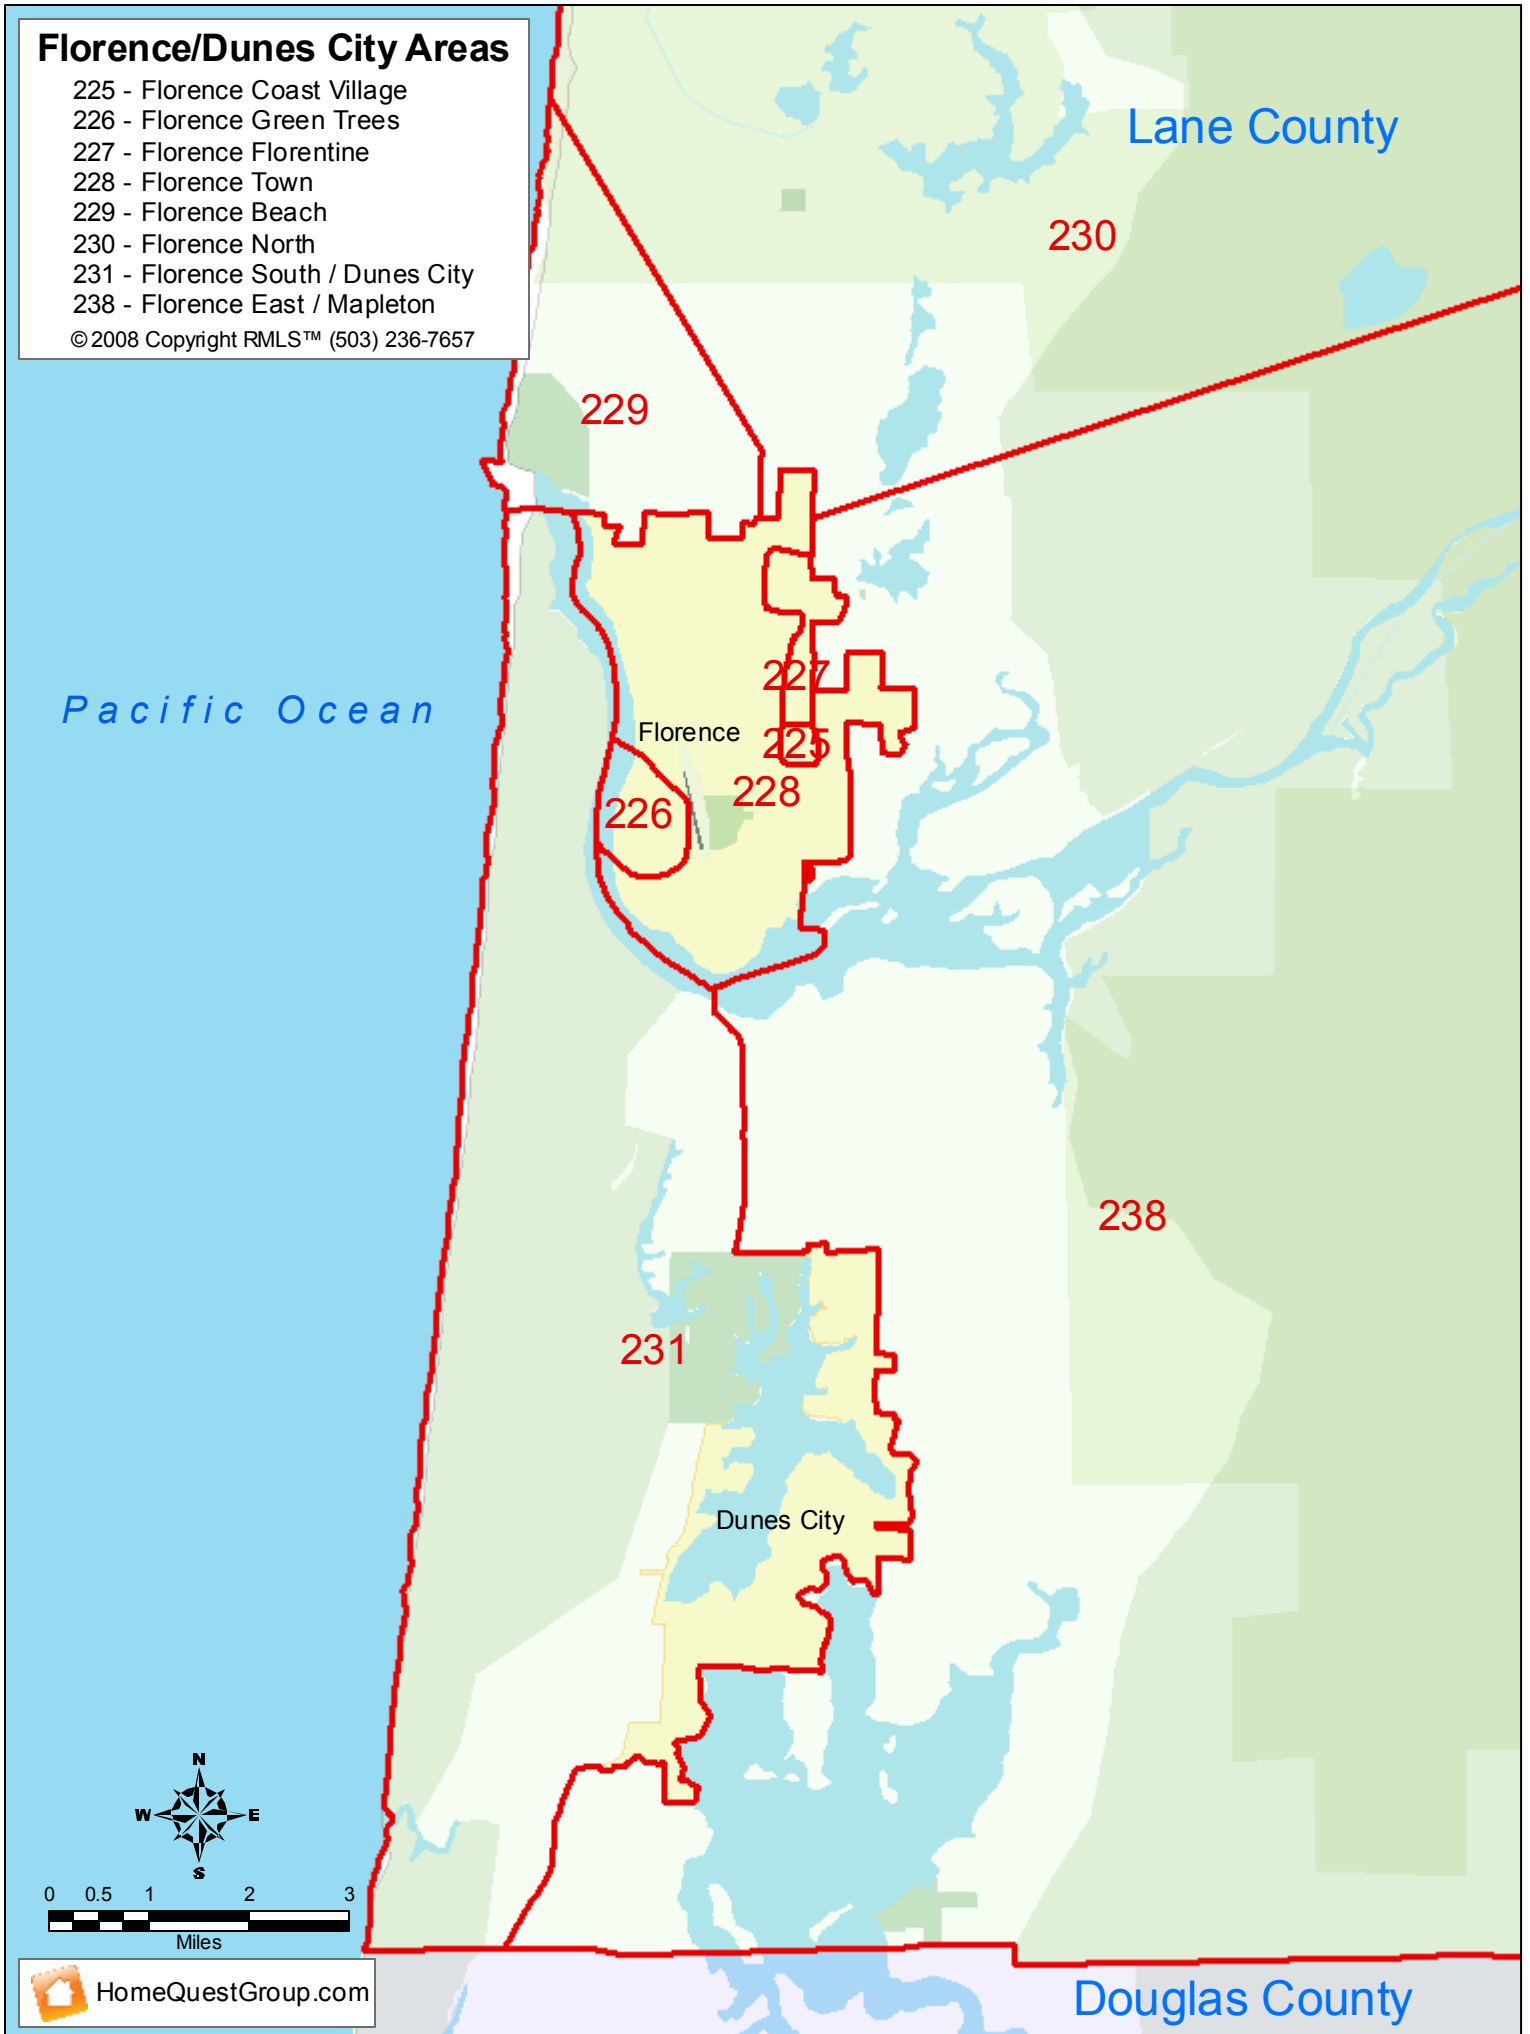 Florence/Dunes City Areas
225 - Florence Coast Village
226 - Florence Green Trees
227 - Florence Florentine
228 - Florence Town
229 - Florence Beach
230 - Florence North
231 - Florence South / Dunes City
238 - Florence East / Mapleton
©2008 Copyright RMLS™ (503) 236-7657
Lane County
230
229
227
Pacific Ocean
Florence
225
228
226
238
231
Dunes City
N
W E
S
0 0.5 1 2 3
Miles
HomeQuestGroup.com
Douglas County